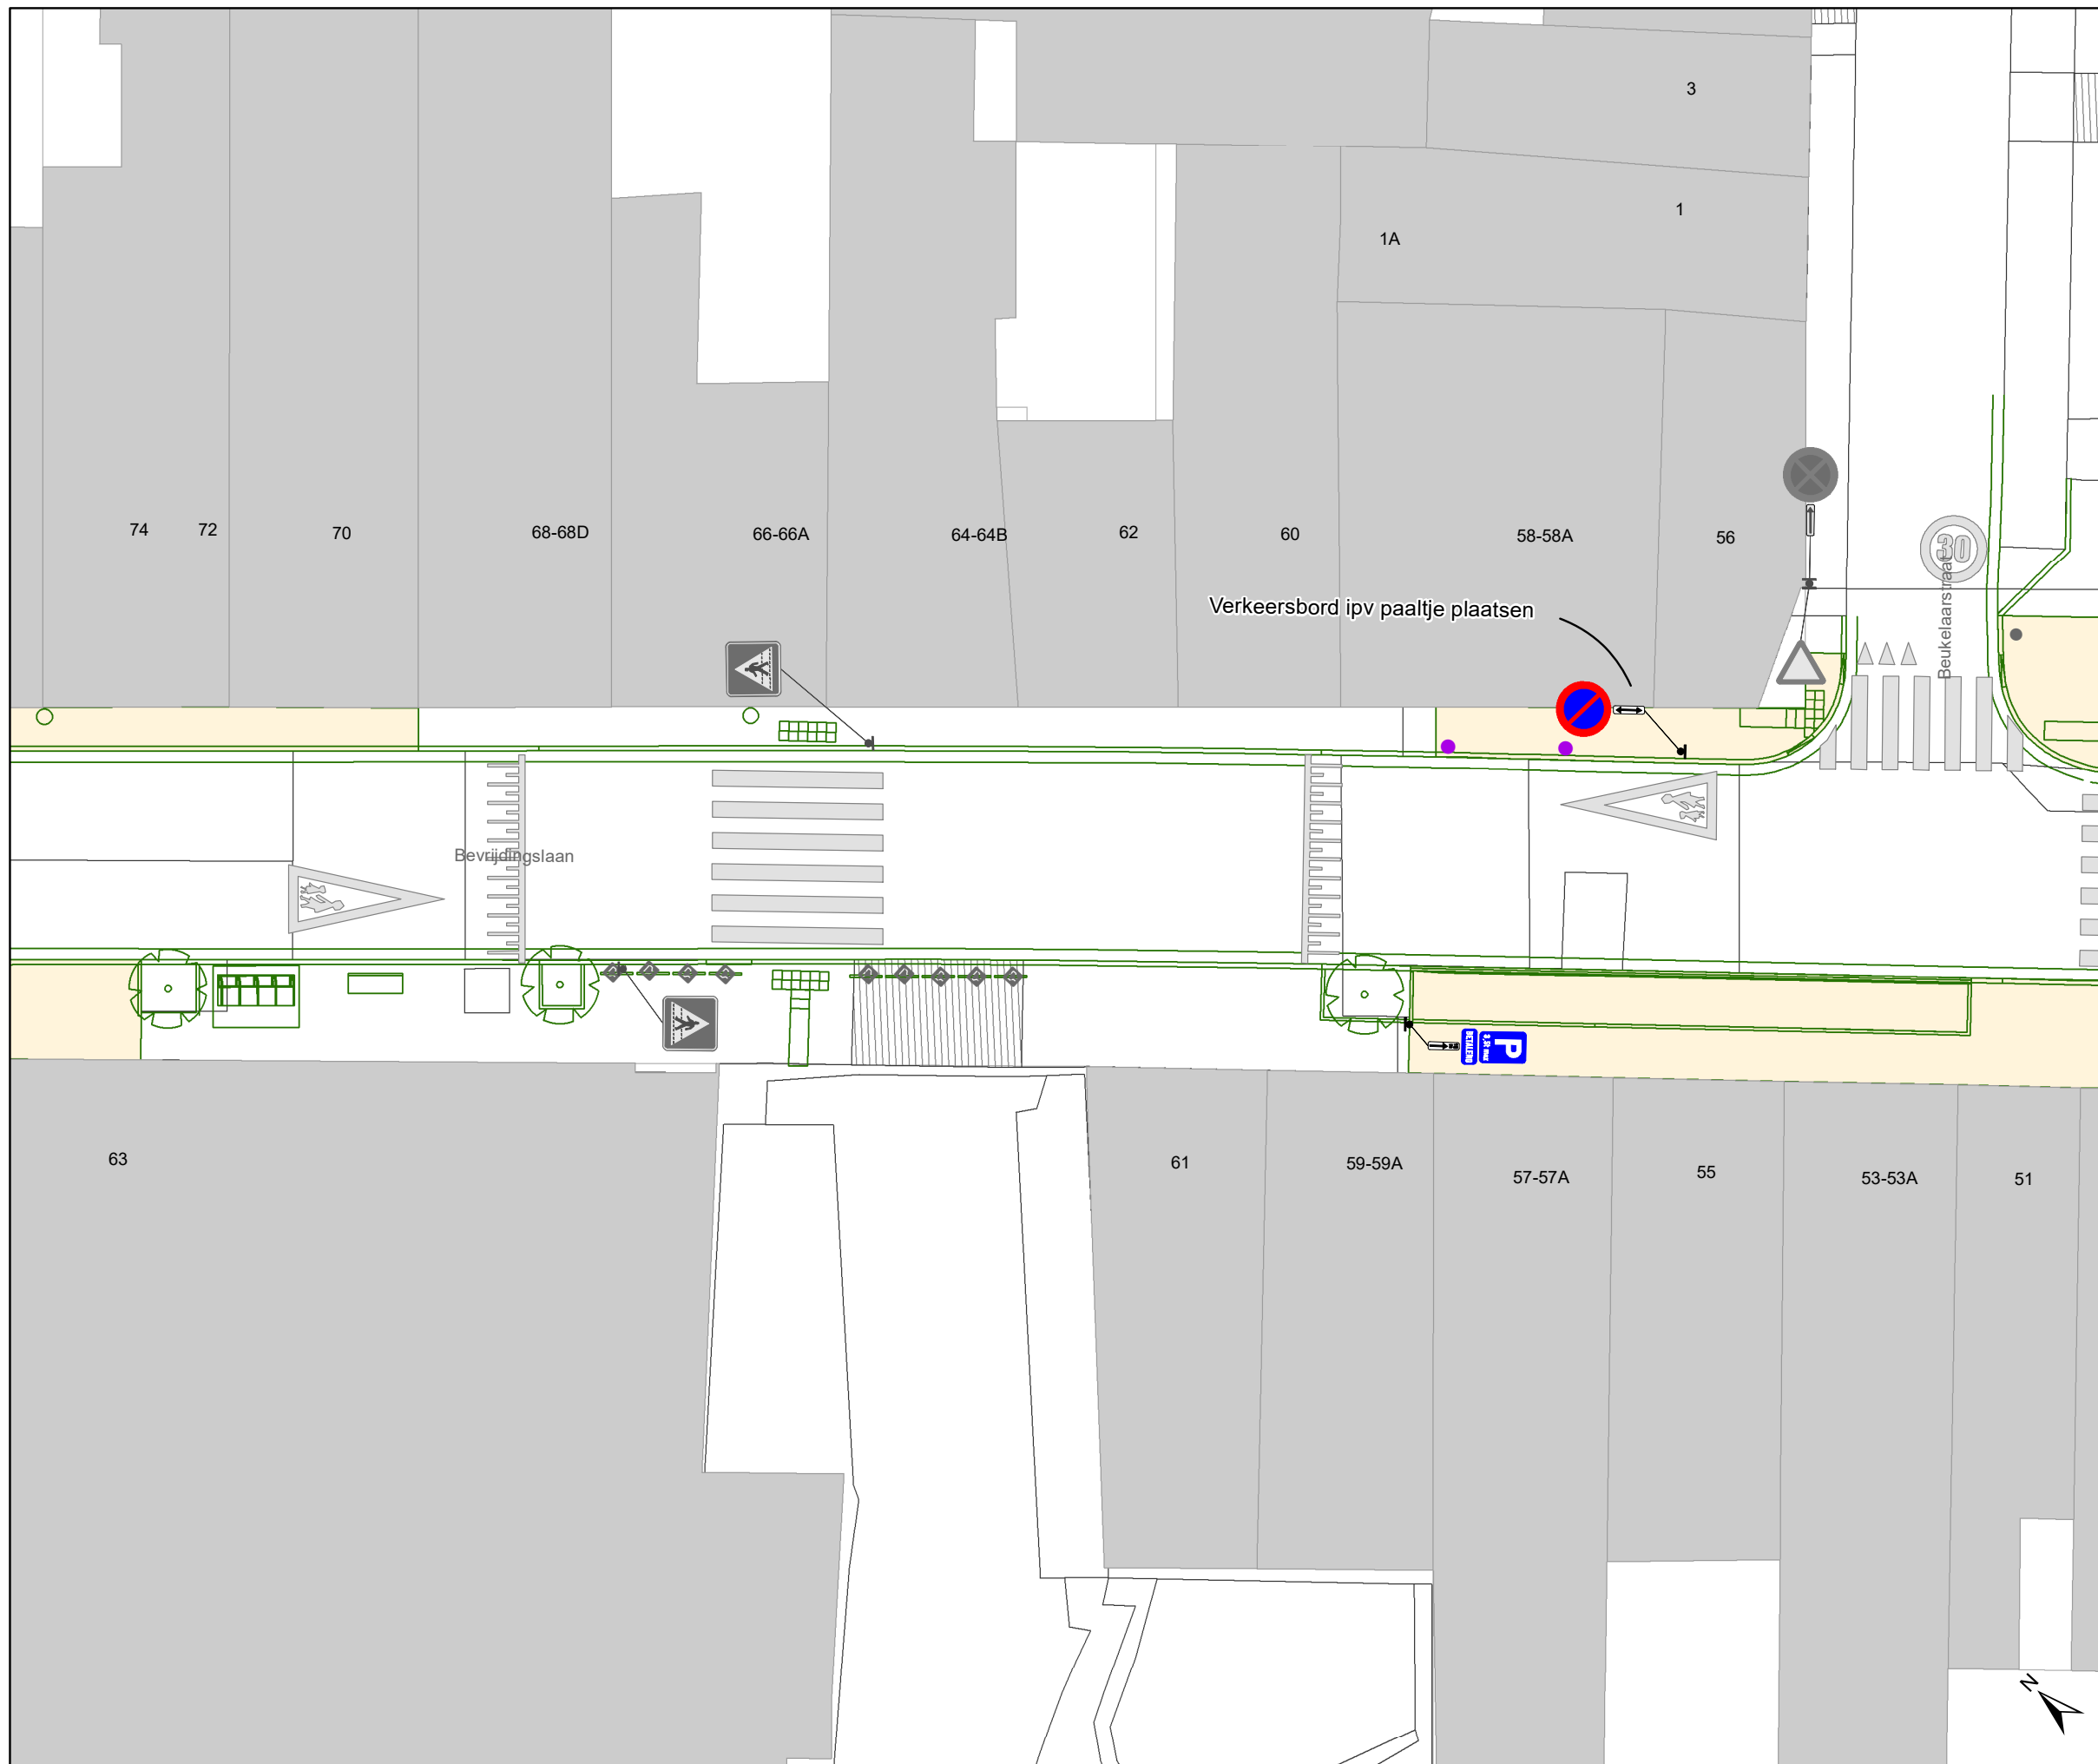 3
1
1A
74
72
70
68-68D
66-66A
64-64B
62
60
58-58A
56
30
Beukelaarstraat
Verkeersbord ipv paaltje plaatsen
Bevrijdingslaan
P
63
61
59-59A
57-57A
55
53-53A
51
N